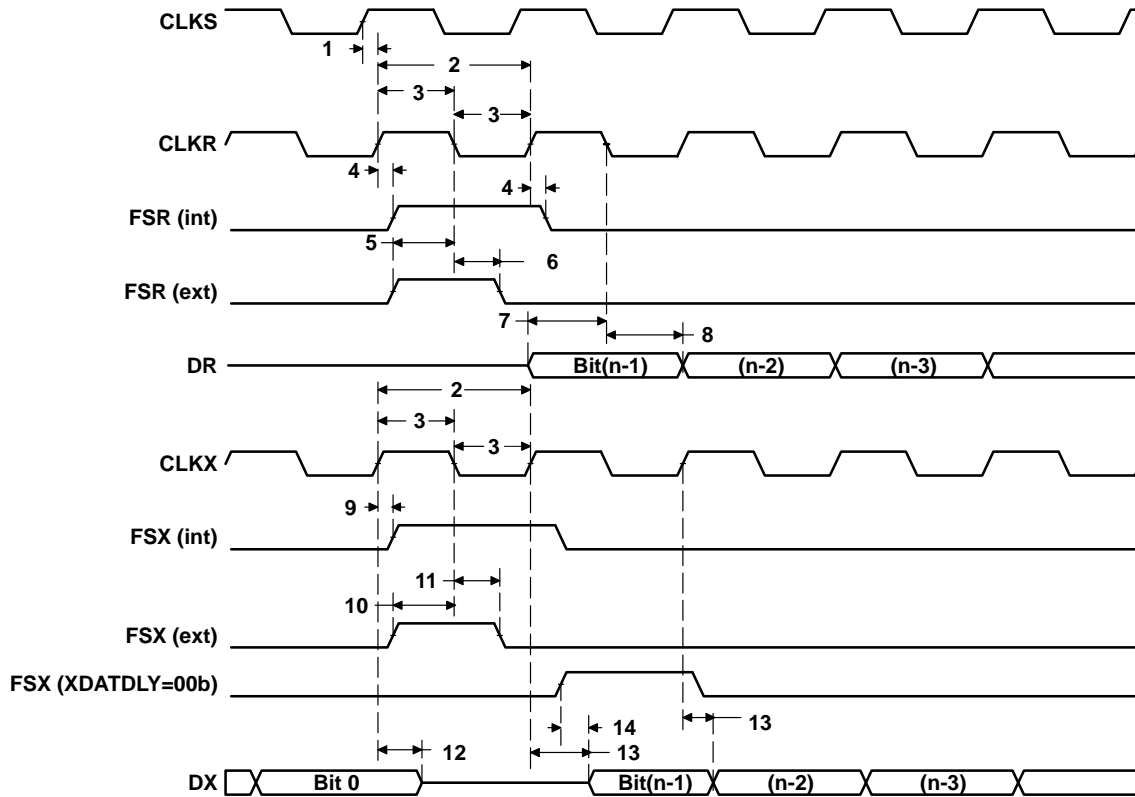 CLKS
1
2
3
3
CLKR
4
4
FSR (int)
5
6
FSR (ext)
7
8
DR
Bit(n-1)
(n-2)
(n-3)
2
3
3
CLKX
9
FSX (int)
11
10
FSX (ext)
FSX (XDATDLY=00b)
14
13
12
13
DX
Bit 0
Bit(n-1)
(n-2)
(n-3)